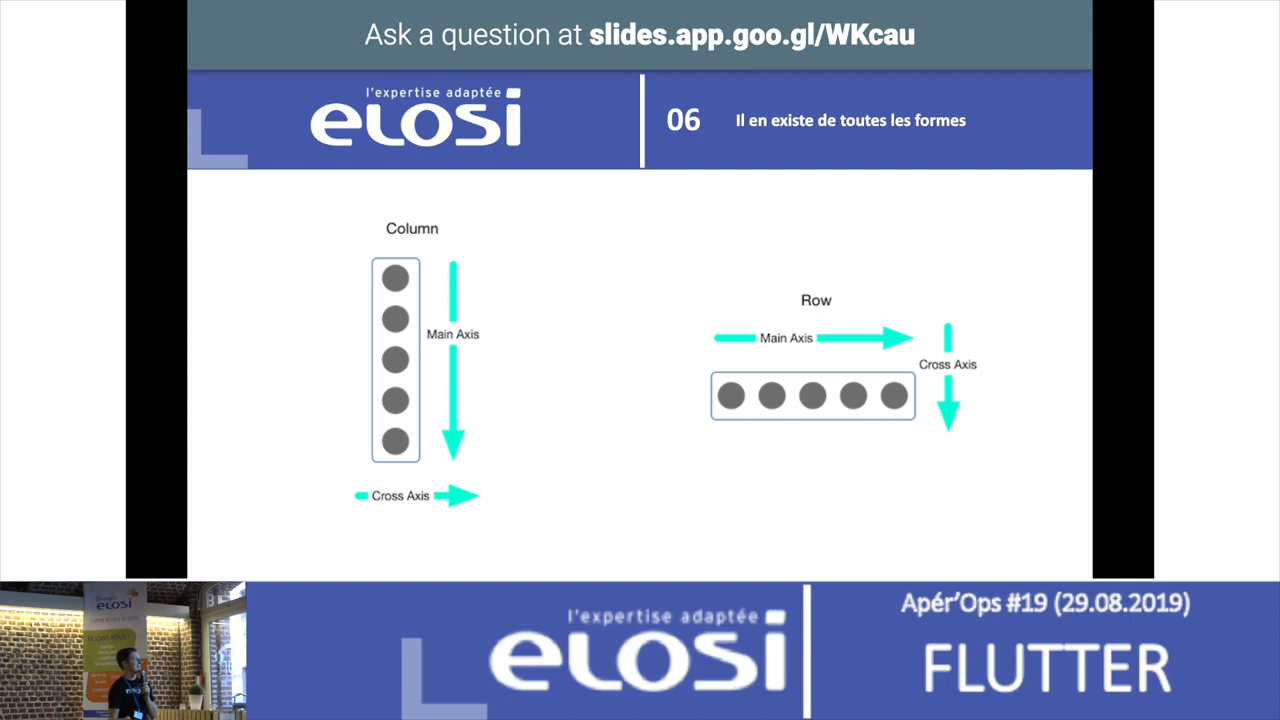 Ask a question at slides.app.goo.gl/WKcau
l'expertise adaptée
elosi
06
Il en existe de toutes les formes
Column
Main Axis
Cross Axis
Row
Main Axis
Cross Axis
elosi
l'expertise adaptée
elosi
Apér'Ops #19 (29.08.2019)
FLUTTER